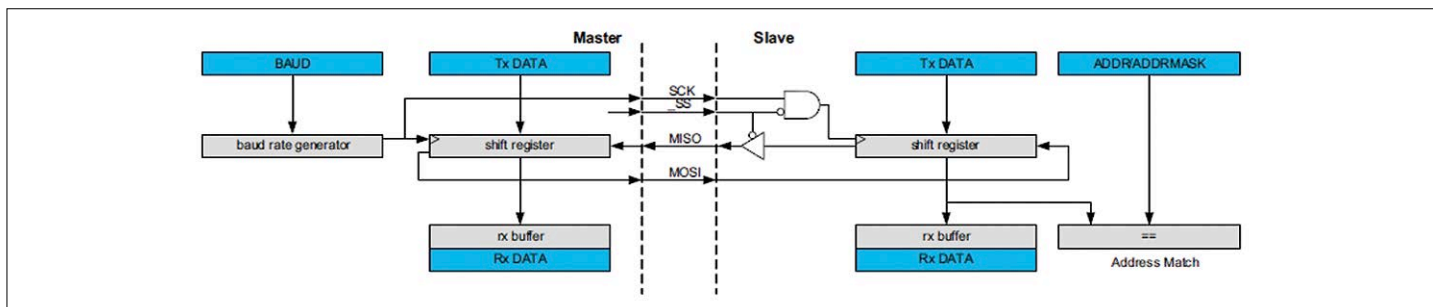 Master
Slave
BAUD
Tx DATA
Tx DATA
ADDR/ADDRMASK
SCK
_SS
baud rate generator
shift register
MISO
shift register
MOSI
rx buffer
rx buffer
==
Rx DATA
Rx DATA
Address Match